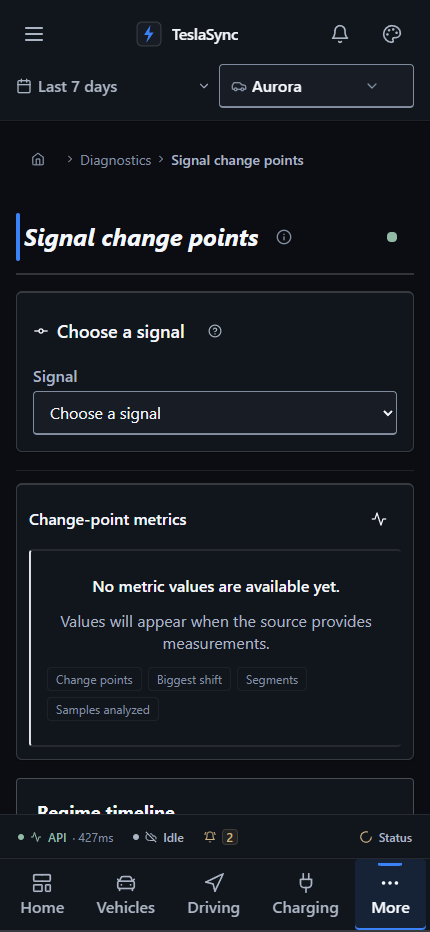 TeslaSync
Last 7 days
Aurora
Diagnostics
Signal change points
Signal change points
Choose a signal
Signal
Choose a signal
Change-point metrics
No metric values are available yet.
Values will appear when the source provides
measurements.
Change points
Biggest shift
Segments
Samples analyzed
Regime timeline
API · 427ms
Idle
2
Status
Home
Vehicles
Driving
Charging
More